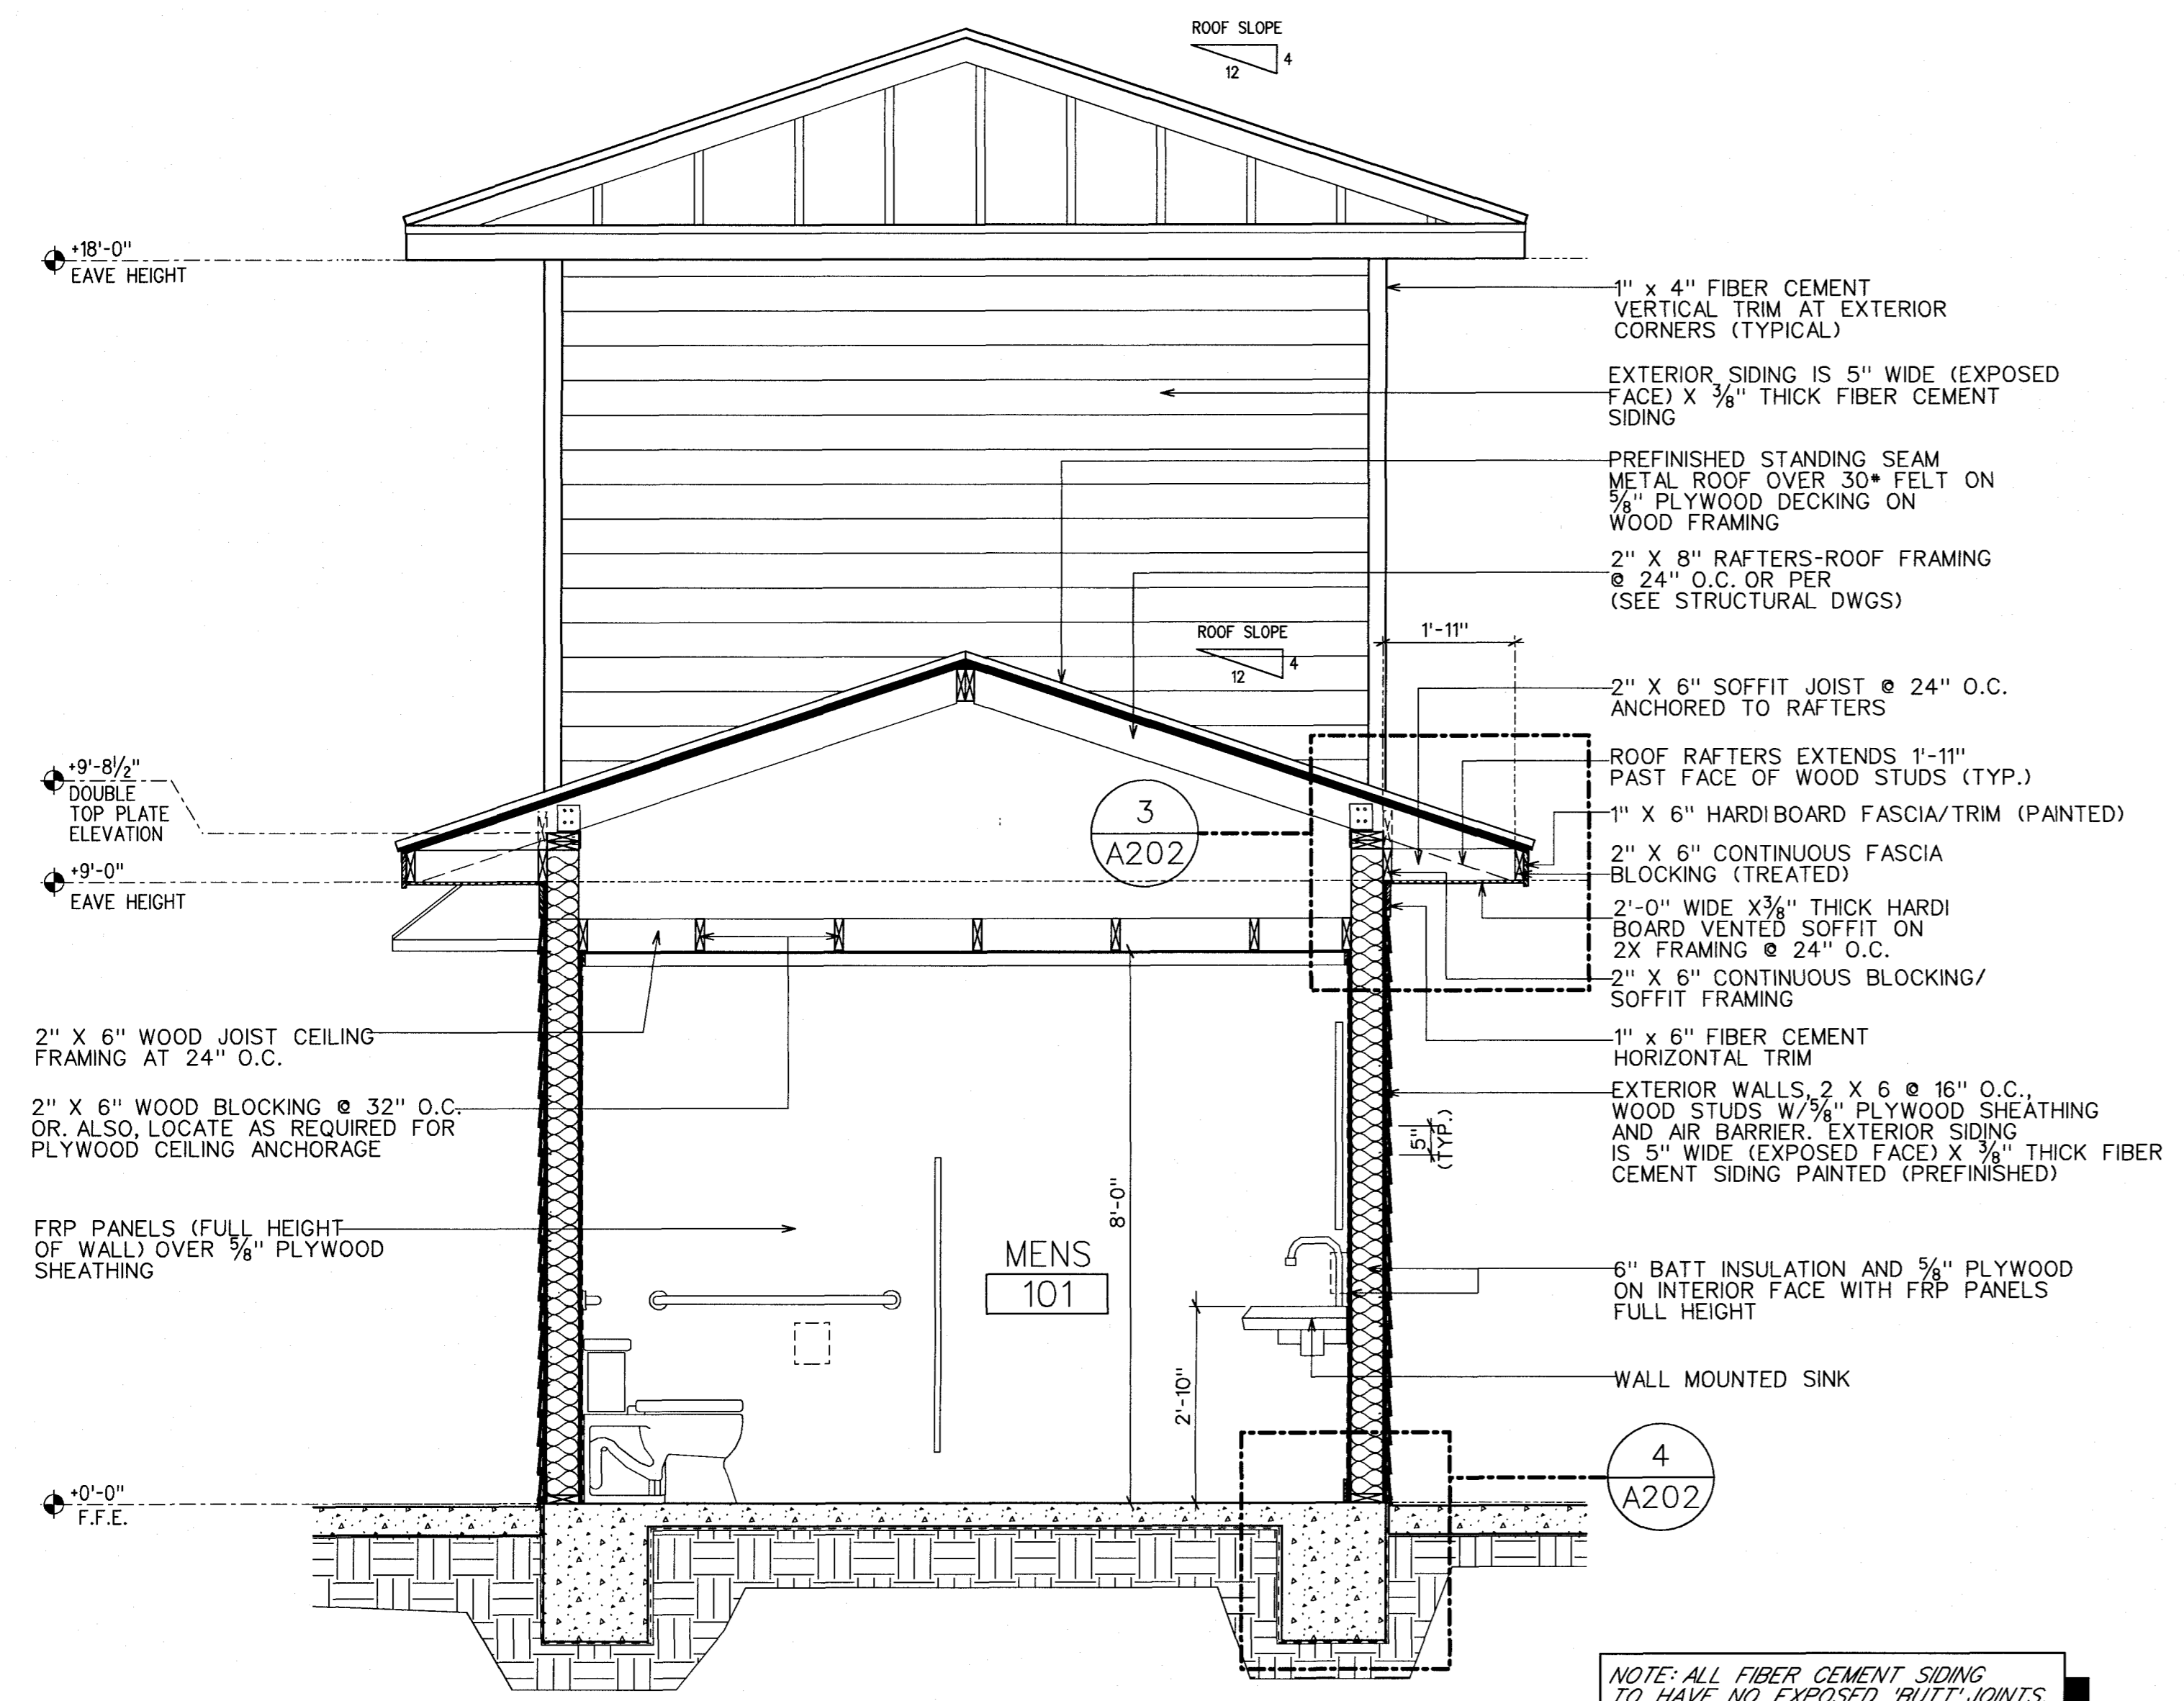 ROOF SLOPE
4
12
+18'-0"
EAVE HEIGHT
1" x 4" FIBER CEMENT
VERTICAL TRIM AT EXTERIOR
CORNERS (TYPICAL)
EXTERIOR SIDING IS 5" WIDE (EXPOSED
FACE) X 3/8" THICK FIBER CEMENT
SIDING
PREFINISHED STANDING SEAM
METAL ROOF OVER 30# FELT ON
5/8" PLYWOOD DECKING ON
WOOD FRAMING
2" X 8" RAFTERS-ROOF FRAMING
@ 24" O.C. OR PER
(SEE STRUCTURAL DWGS)
ROOF SLOPE
4
12
1'-11"
2" X 6" SOFFIT JOIST @ 24" O.C.
ANCHORED TO RAFTERS
ROOF RAFTERS EXTENDS 1'-11"
PAST FACE OF WOOD STUDS (TYP.)
1" X 6" HARDIBOARD FASCIA/TRIM (PAINTED)
2" X 6" CONTINUOUS FASCIA
BLOCKING (TREATED)
2'-0" WIDE X 3/8" THICK HARDI
BOARD VENTED SOFFIT ON
2X FRAMING @ 24" O.C.
2" X 6" CONTINUOUS BLOCKING/
SOFFIT FRAMING
1" x 6" FIBER CEMENT
HORIZONTAL TRIM
EXTERIOR WALLS, 2 X 6 @ 16" O.C.,
WOOD STUDS W/5/8" PLYWOOD SHEATHING
AND AIR BARRIER. EXTERIOR SIDING
IS 5" WIDE (EXPOSED FACE) X 3/8" THICK FIBER
CEMENT SIDING PAINTED (PREFINISHED)
5"
(TYP.)
6" BATT INSULATION AND 5/8" PLYWOOD
ON INTERIOR FACE WITH FRP PANELS
FULL HEIGHT
WALL MOUNTED SINK
3
A202
4
A202
+9'-8 1/2"
DOUBLE
TOP PLATE
ELEVATION
+9'-0"
EAVE HEIGHT
2" X 6" WOOD JOIST CEILING
FRAMING AT 24" O.C.
2" X 6" WOOD BLOCKING @ 32" O.C.
OR. ALSO, LOCATE AS REQUIRED FOR
PLYWOOD CEILING ANCHORAGE
FRP PANELS (FULL HEIGHT
OF WALL) OVER 5/8" PLYWOOD
SHEATHING
MENS
101
8'-0"
2'-10"
+0'-0"
F.F.E.
NOTE: ALL FIBER CEMENT SIDING
TO HAVE NO EXPOSED 'BUTT' JOINTS